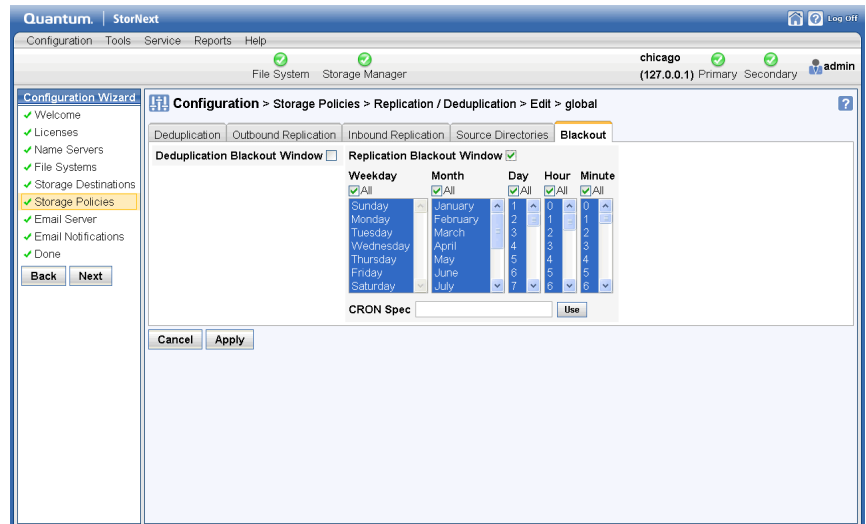 Quantum. StorNext Log Off
Configuration Tools Service Reports Help
File System Storage Manager
chicago
(127.0.0.1) Primary Secondary
admin
Configuration Wizard
Welcome
Licenses
Name Servers
File Systems
Storage Destinations
Storage Policies
Email Server
Email Notifications
Done
Back Next
Configuration > Storage Policies > Replication / Deduplication > Edit > global ?
Deduplication Outbound Replication Inbound Replication Source Directories Blackout
Deduplication Blackout Window Replication Blackout Window
Weekday Month Day Hour Minute
All All All All All
Sunday January 1 0 0
Monday February 2 1 1
Tuesday March 3 2 2
Wednesday April 4 3 3
Thursday May 5 4 4
Friday June 6 5 5
Saturday July 7 6 6
CRON Spec Use
Cancel Apply